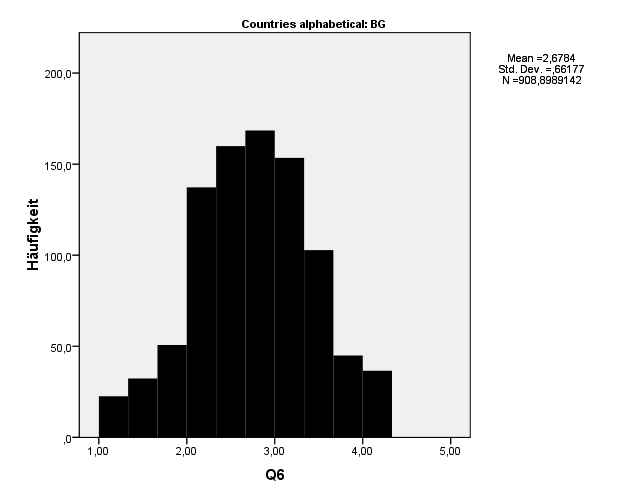 Countries alphabetical: BG
Mean =2,6784
Std. Dev. =,66177
N =908,8989142
200,0
150,0
100,0
50,0
,0
Häufigkeit
1,00 2,00 3,00 4,00 5,00
Q6